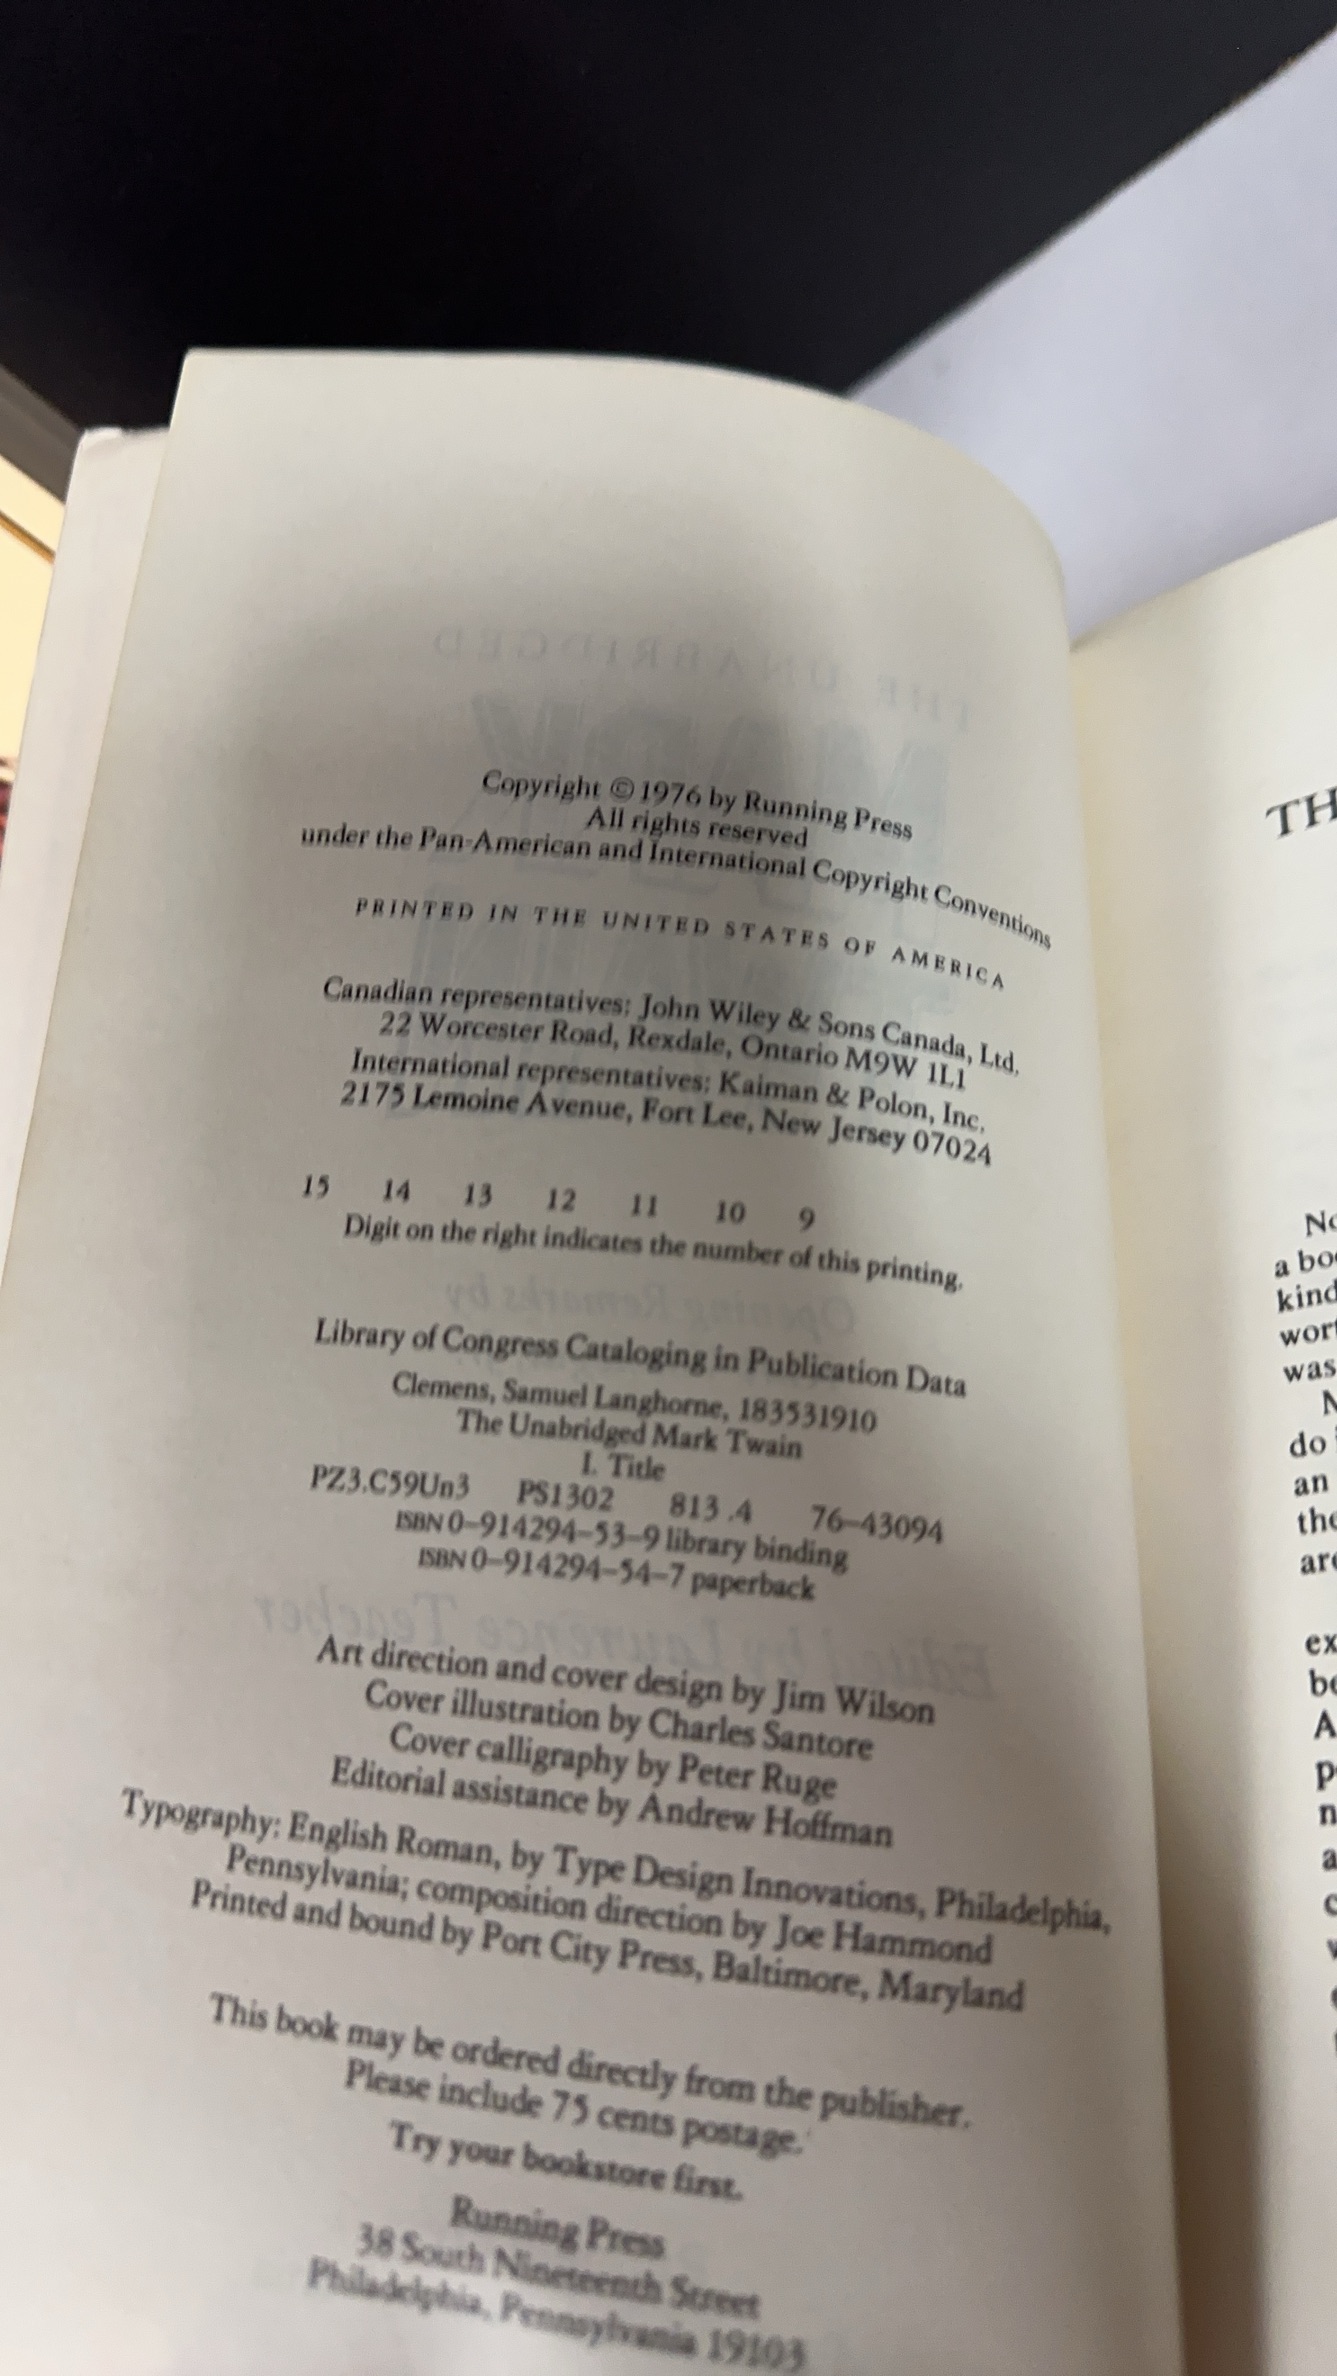 Copyright © 1976 by Running Press
All rights reserved
under the Pan-American and International Copyright Conventions
PRINTED IN THE UNITED STATES OF AMERICA
Canadian representatives: John Wiley & Sons Canada, Ltd.
22 Worcester Road, Rexdale, Ontario M9W 1L1
International representatives: Kaiman & Polon, Inc.
2175 Lemoine Avenue, Fort Lee, New Jersey 07024
15 14 13 12 11 10 9
Digit on the right indicates the number of this printing.
Library of Congress Cataloging in Publication Data
Clemens, Samuel Langhorne, 183531910
The Unabridged Mark Twain
I. Title
PZ3.C59Un3 PS1302 813 .4 76–43094
ISBN 0–914294–53–9 library binding
ISBN 0–914294–54–7 paperback
Art direction and cover design by Jim Wilson
Cover illustration by Charles Santore
Cover calligraphy by Peter Ruge
Editorial assistance by Andrew Hoffman
Typography: English Roman, by Type Design Innovations, Philadelphia,
Pennsylvania; composition direction by Joe Hammond
Printed and bound by Port City Press, Baltimore, Maryland
This book may be ordered directly from the publisher.
Please include 75 cents postage.
Try your bookstore first.
Running Press
38 South Nineteenth Street
Philadelphia, Pennsylvania 19103
TH
No
a boo
kind
wort
was
do
an
the
are
ex
be
A